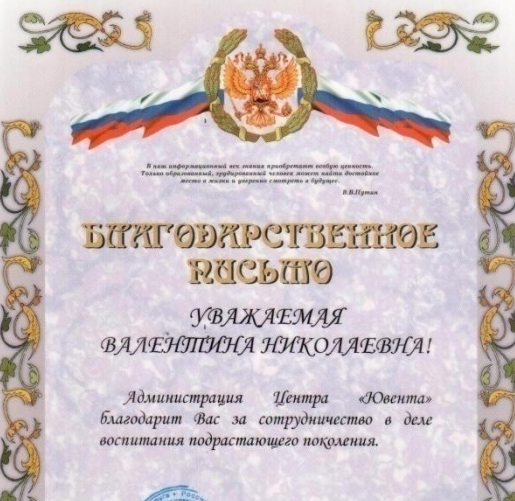 В наш информационный век знания приобретают особую ценность.
Только образованный, эрудированный человек может найти достойное
место в жизни и уверенно смотреть в будущее.
В.В.Путин
БЛАГОДАРСТВЕННОЕ
ПИСЬМО
УВАЖАЕМАЯ
ВАЛЕНТИНА НИКОЛАЕВНА!
Администрация Центра «Ювента»
благодарит Вас за сотрудничество в деле
воспитания подрастающего поколения.